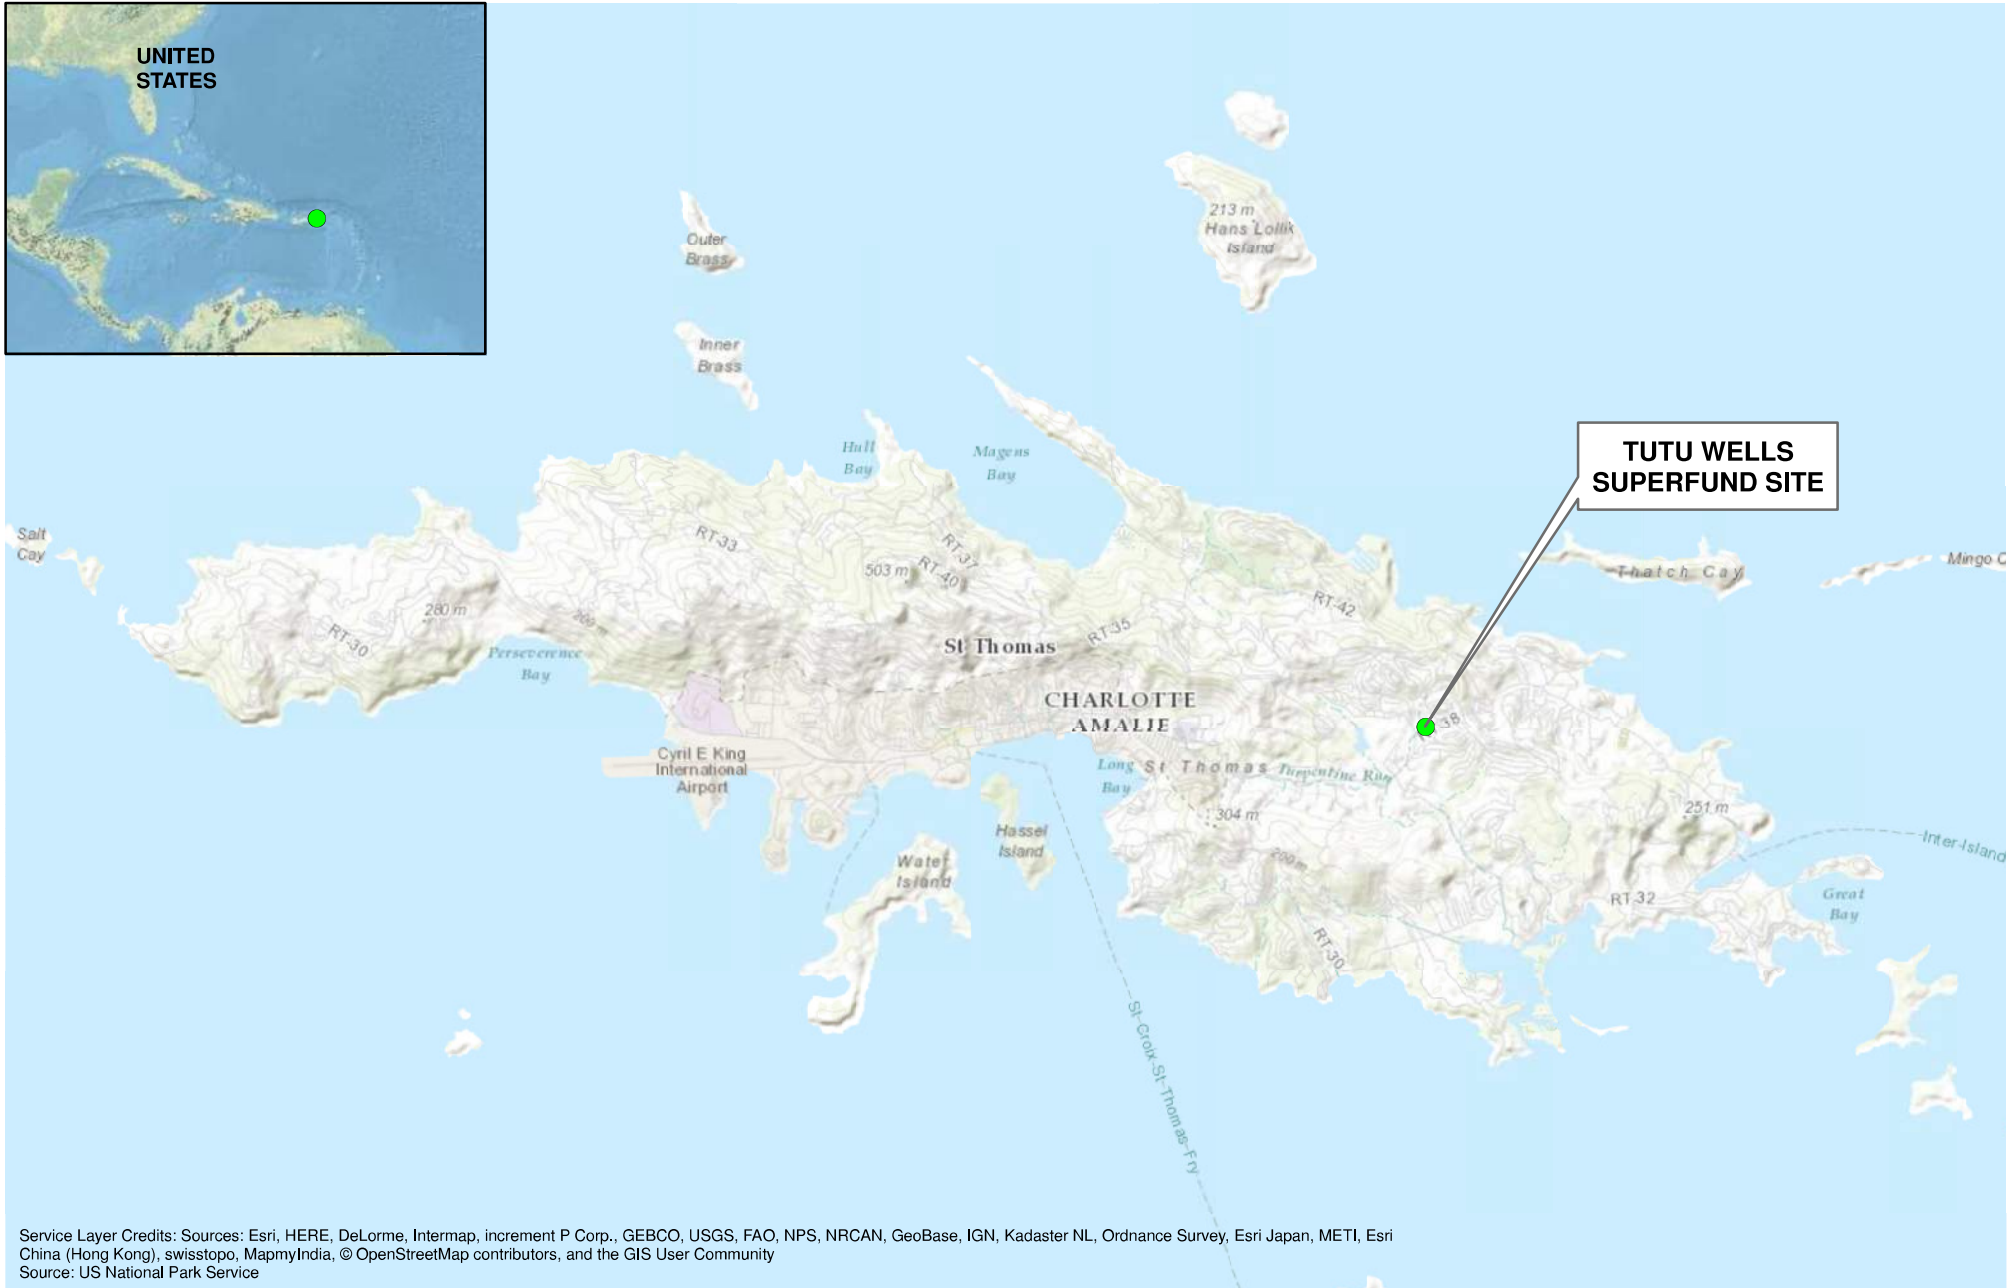 UNITED
STATES
213 m
Hans Lollik
Island
Outer
Brass
Inner
Brass
TUTU WELLS
SUPERFUND SITE
Hull
Bay
Magens
Bay
Salt
Cay
RT-33
RT-37
503 m
RT-40
Thatch Cay
Mingo C
280 m
200 m
RT-30
RT-42
RT-35
St Thomas
Perseverence
Bay
CHARLOTTE
AMALIE
38
Cyril E King
International
Airport
Long
Bay
St Thomas
Turpentine Run
304 m
251 m
Hassel
Island
Inter-Island
Water
Island
200 m
RT-32
Great
Bay
RT-30
St-Croix-St-Thomas-Fry
Service Layer Credits: Sources: Esri, HERE, DeLorme, Intermap, increment P Corp., GEBCO, USGS, FAO, NPS, NRCAN, GeoBase, IGN, Kadaster NL, Ordnance Survey, Esri Japan, METI, Esri
China (Hong Kong), swisstopo, MapmyIndia, © OpenStreetMap contributors, and the GIS User Community
Source: US National Park Service